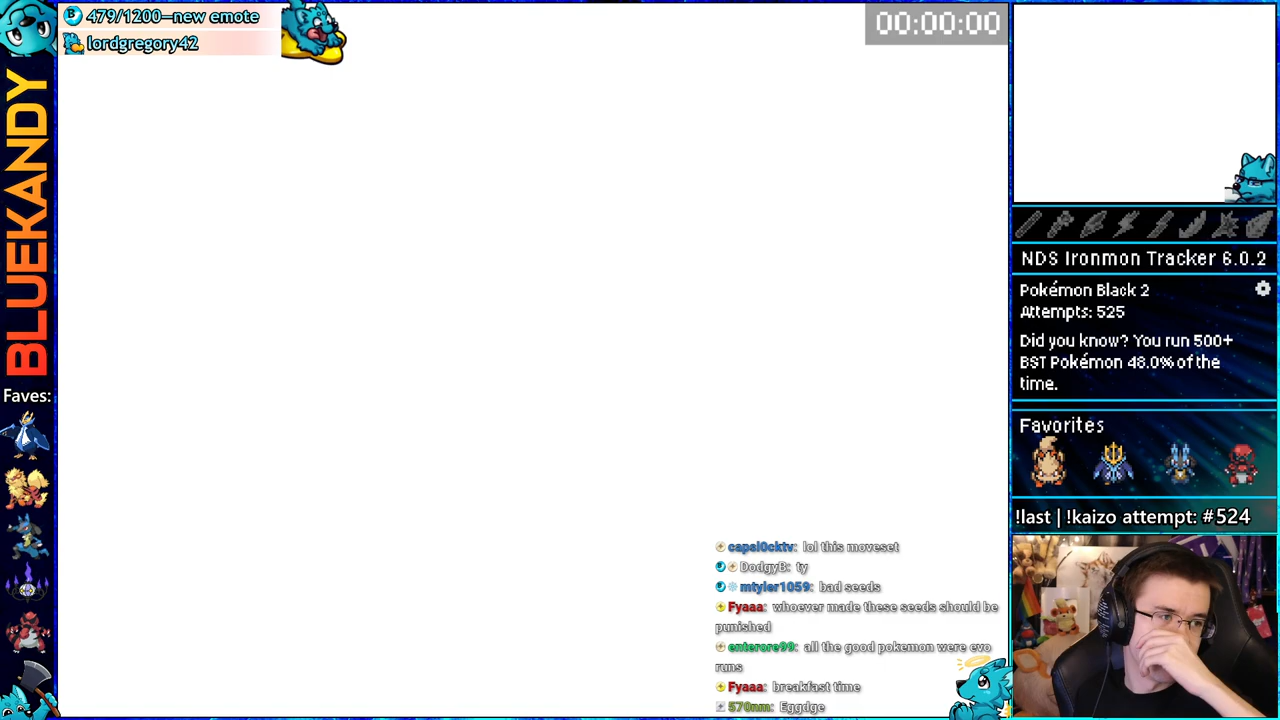 479/1200—new emote
lordgregory42
00:00:00
BLUEKANDY
Faves:
NDS Ironmon Tracker 6.0.2
Pokémon Black 2
Attempts: 525
Did you know? You run 500+
BST Pokémon 48.0% of the
time.
Favorites
!last | !kaizo attempt: #524
capsl0cktv: lol this moveset
DodgyB: ty
mtyler1059: bad seeds
Fyaaa: whoever made these seeds should be
punished
enterore99: all the good pokemon were evo
runs
Fyaaa: breakfast time
570nm: Eggdge